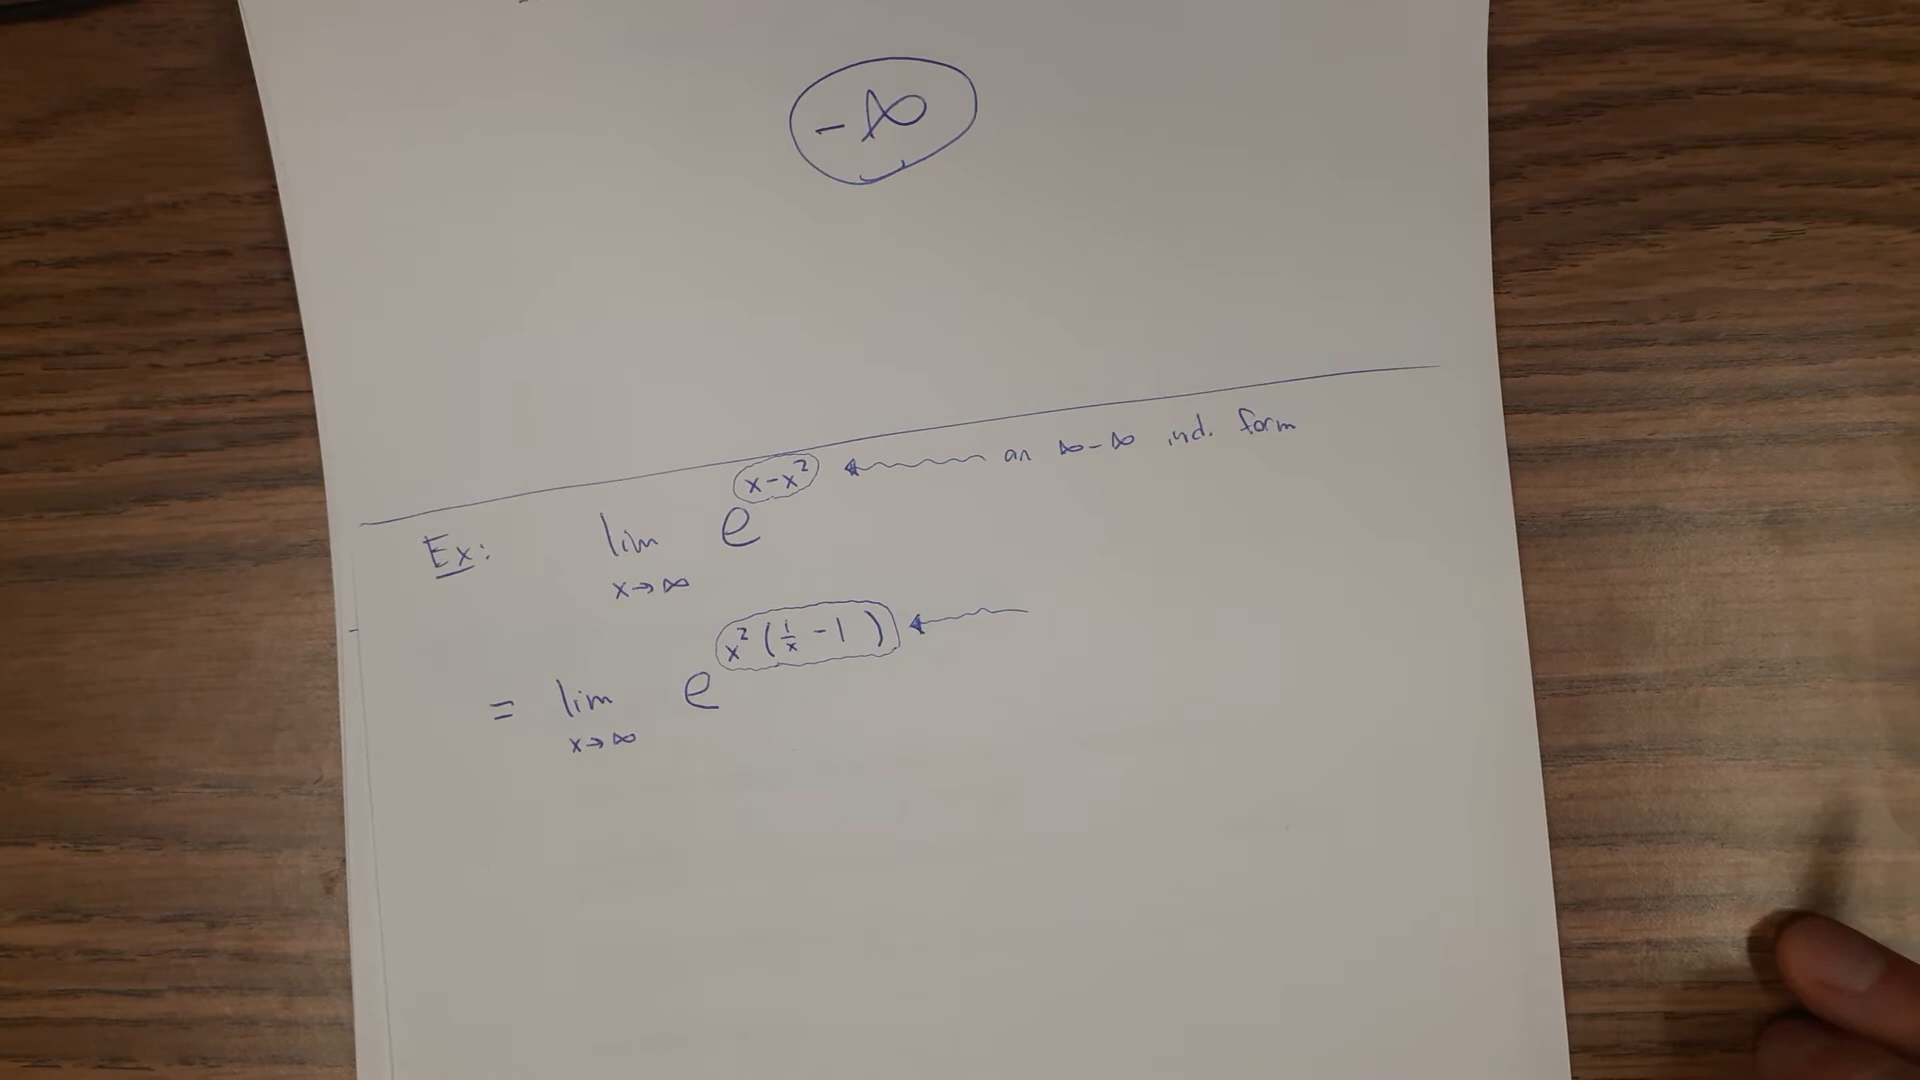 -∞
Ex: lim x→∞ e^(x-x²) ← an ∞-∞ ind. form
= lim x→∞ e^(x²(1/x - 1)) ←